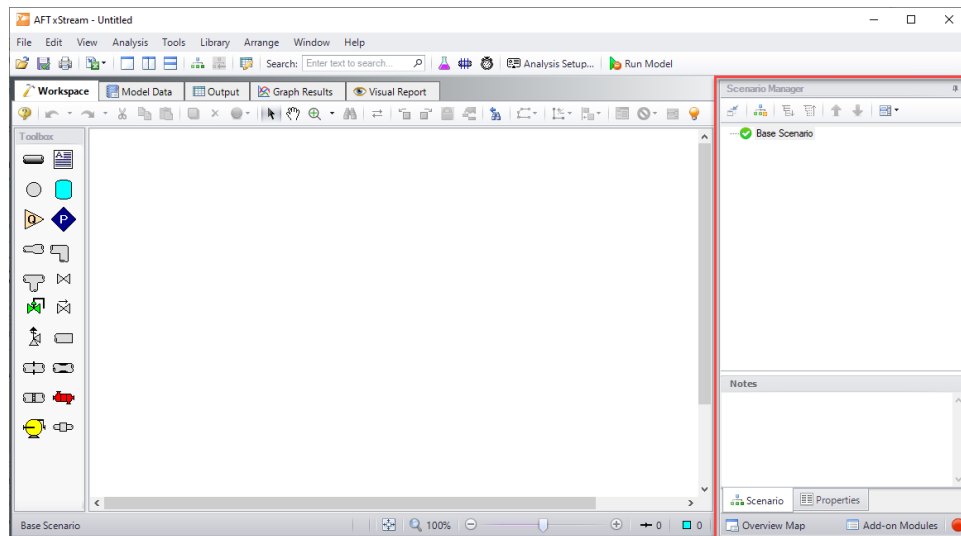 AFT xStream - Untitled
File Edit View Analysis Tools Library Arrange Window Help
Search: Enter text to search... Analysis Setup... Run Model
Workspace Model Data Output Graph Results Visual Report
Scenario Manager
Toolbox
Base Scenario
Q P
Notes
Scenario Properties
Base Scenario 100% 0 0 Overview Map Add-on Modules